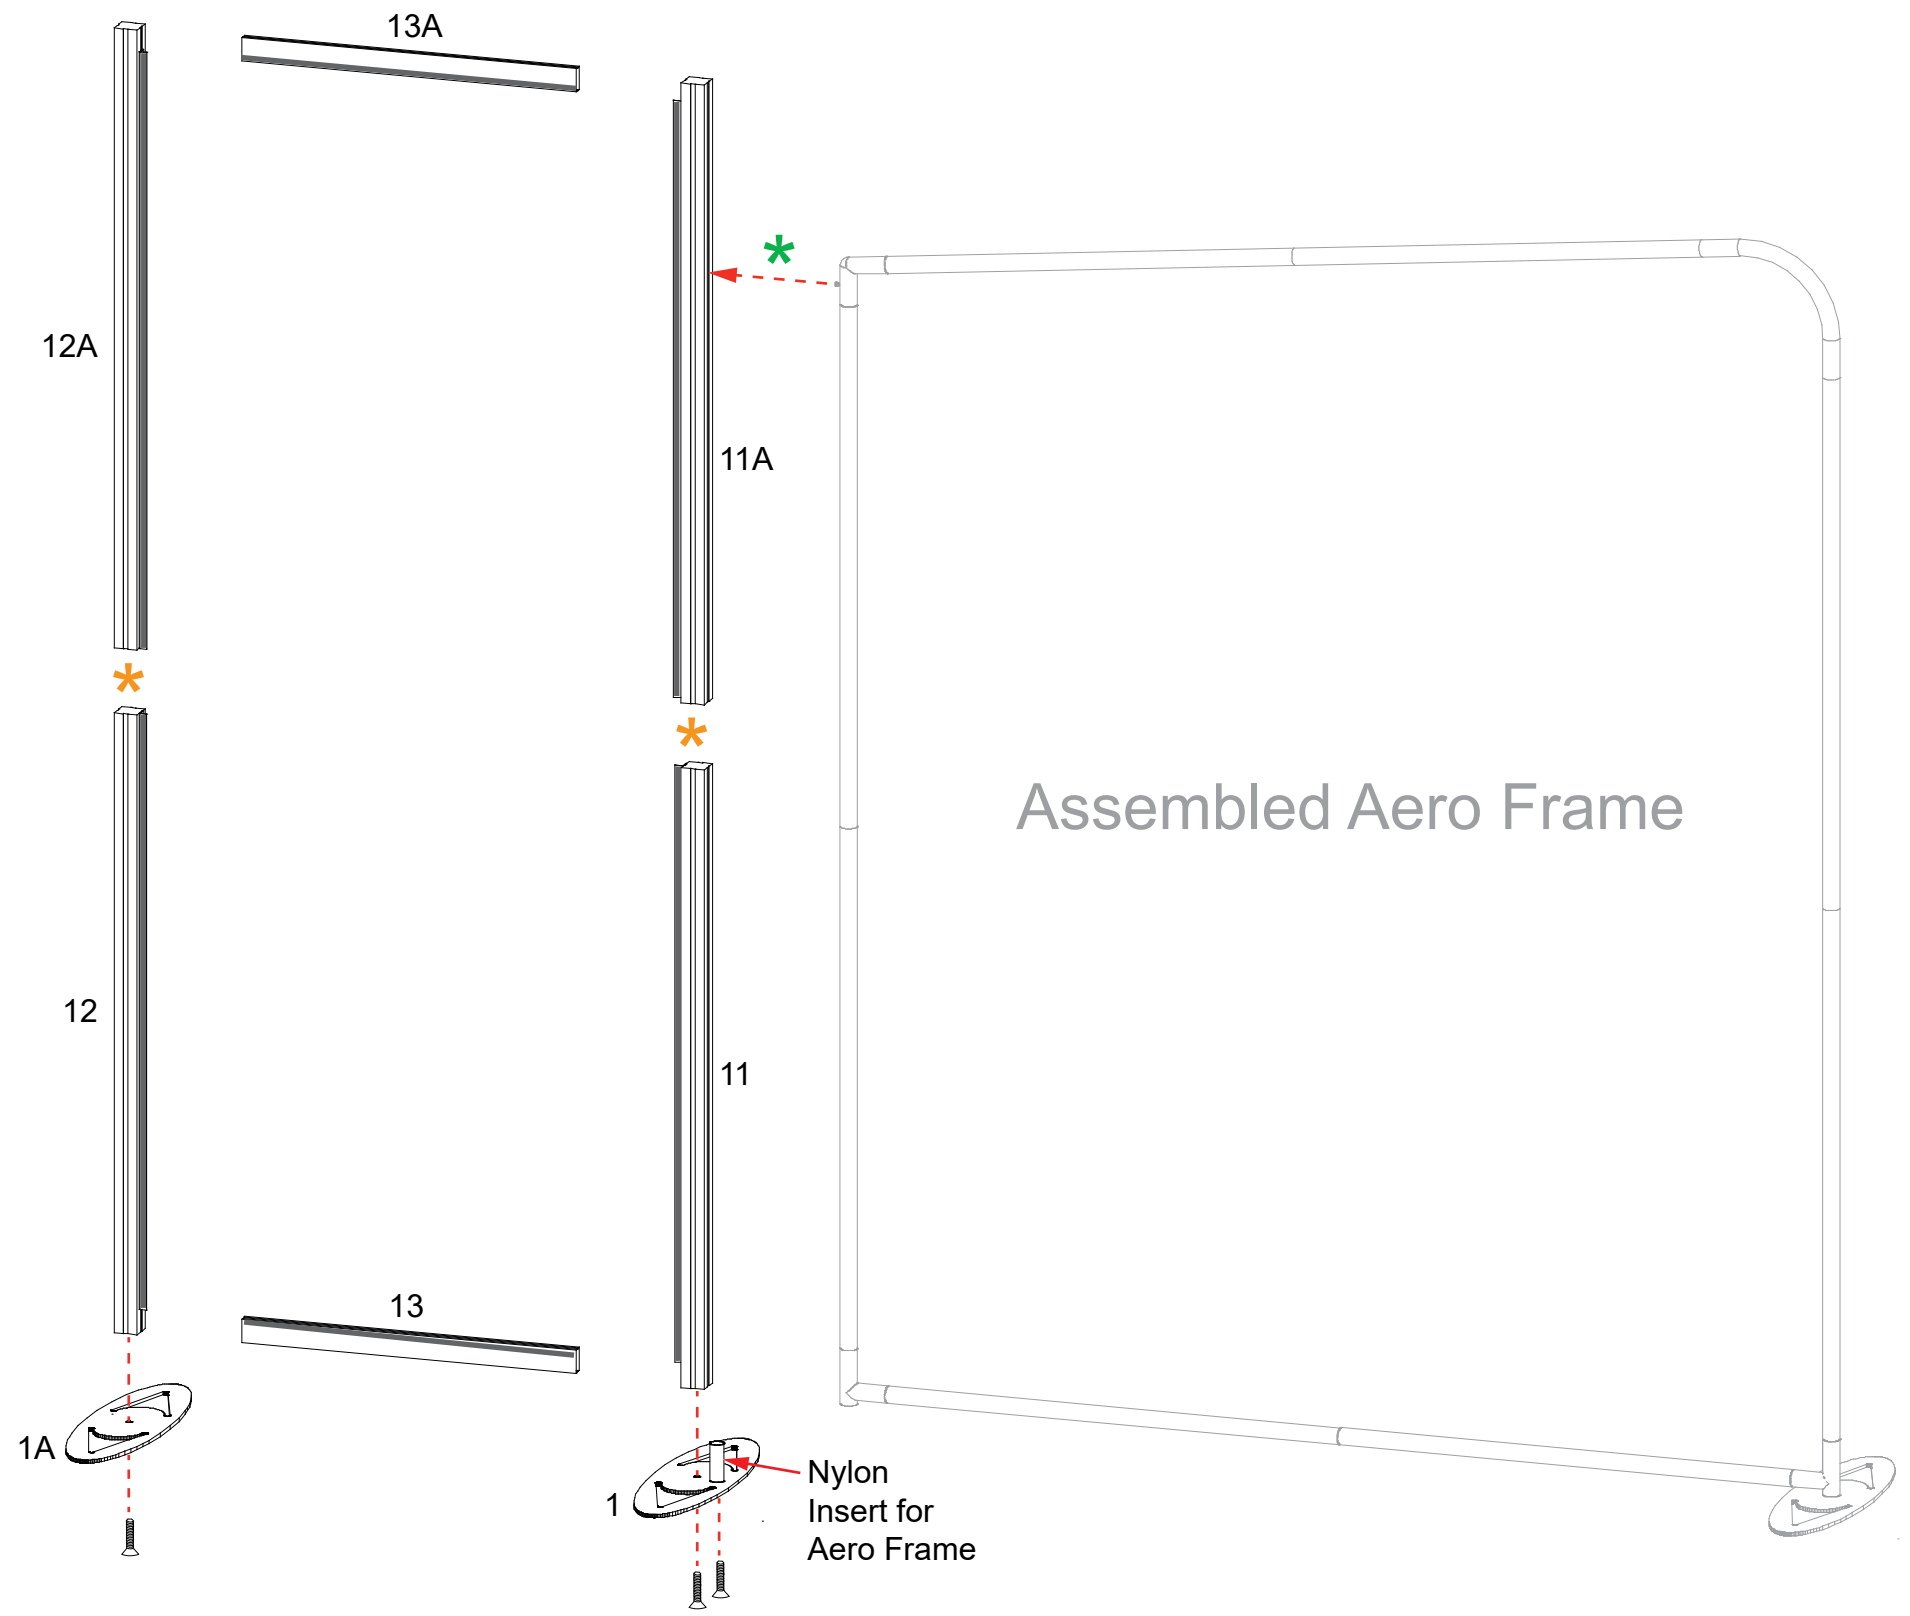 13A
*
12A
11A
*
*
Assembled Aero Frame
12
11
13
1A
1
Nylon
Insert for
Aero Frame